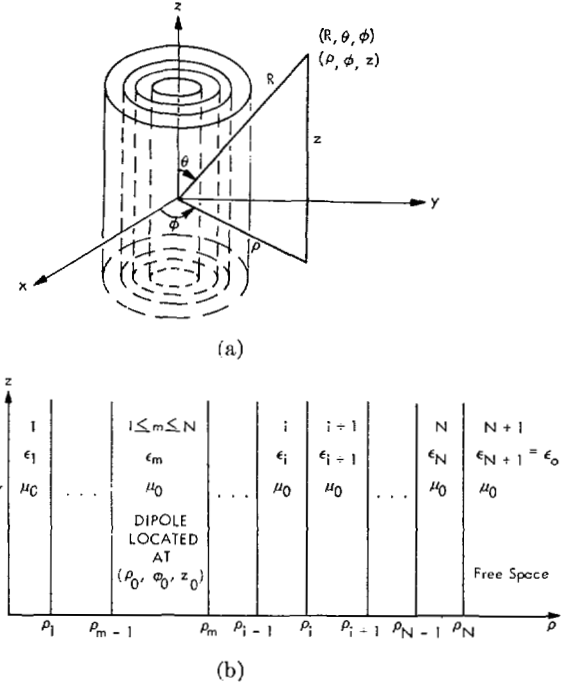 z
(R, θ, ϕ)
(ρ, ϕ, z)
R
z
θ
y
ϕ
ρ
x
(a)
z
1 1≤m≤N i i + 1 N N + 1
ϵ1 ϵm ϵi ϵi + 1 ϵN ϵN + 1 = ϵo
μ0 . . . . μ0 . . . μ0 μ0 . . . μ0 μ0
DIPOLE
LOCATED
AT
(ρ0, φ0, z0)
Free Space
ρ1 ρm - 1 ρm ρi - 1 ρi ρi + 1 ρN - 1 ρN ρ
(b)